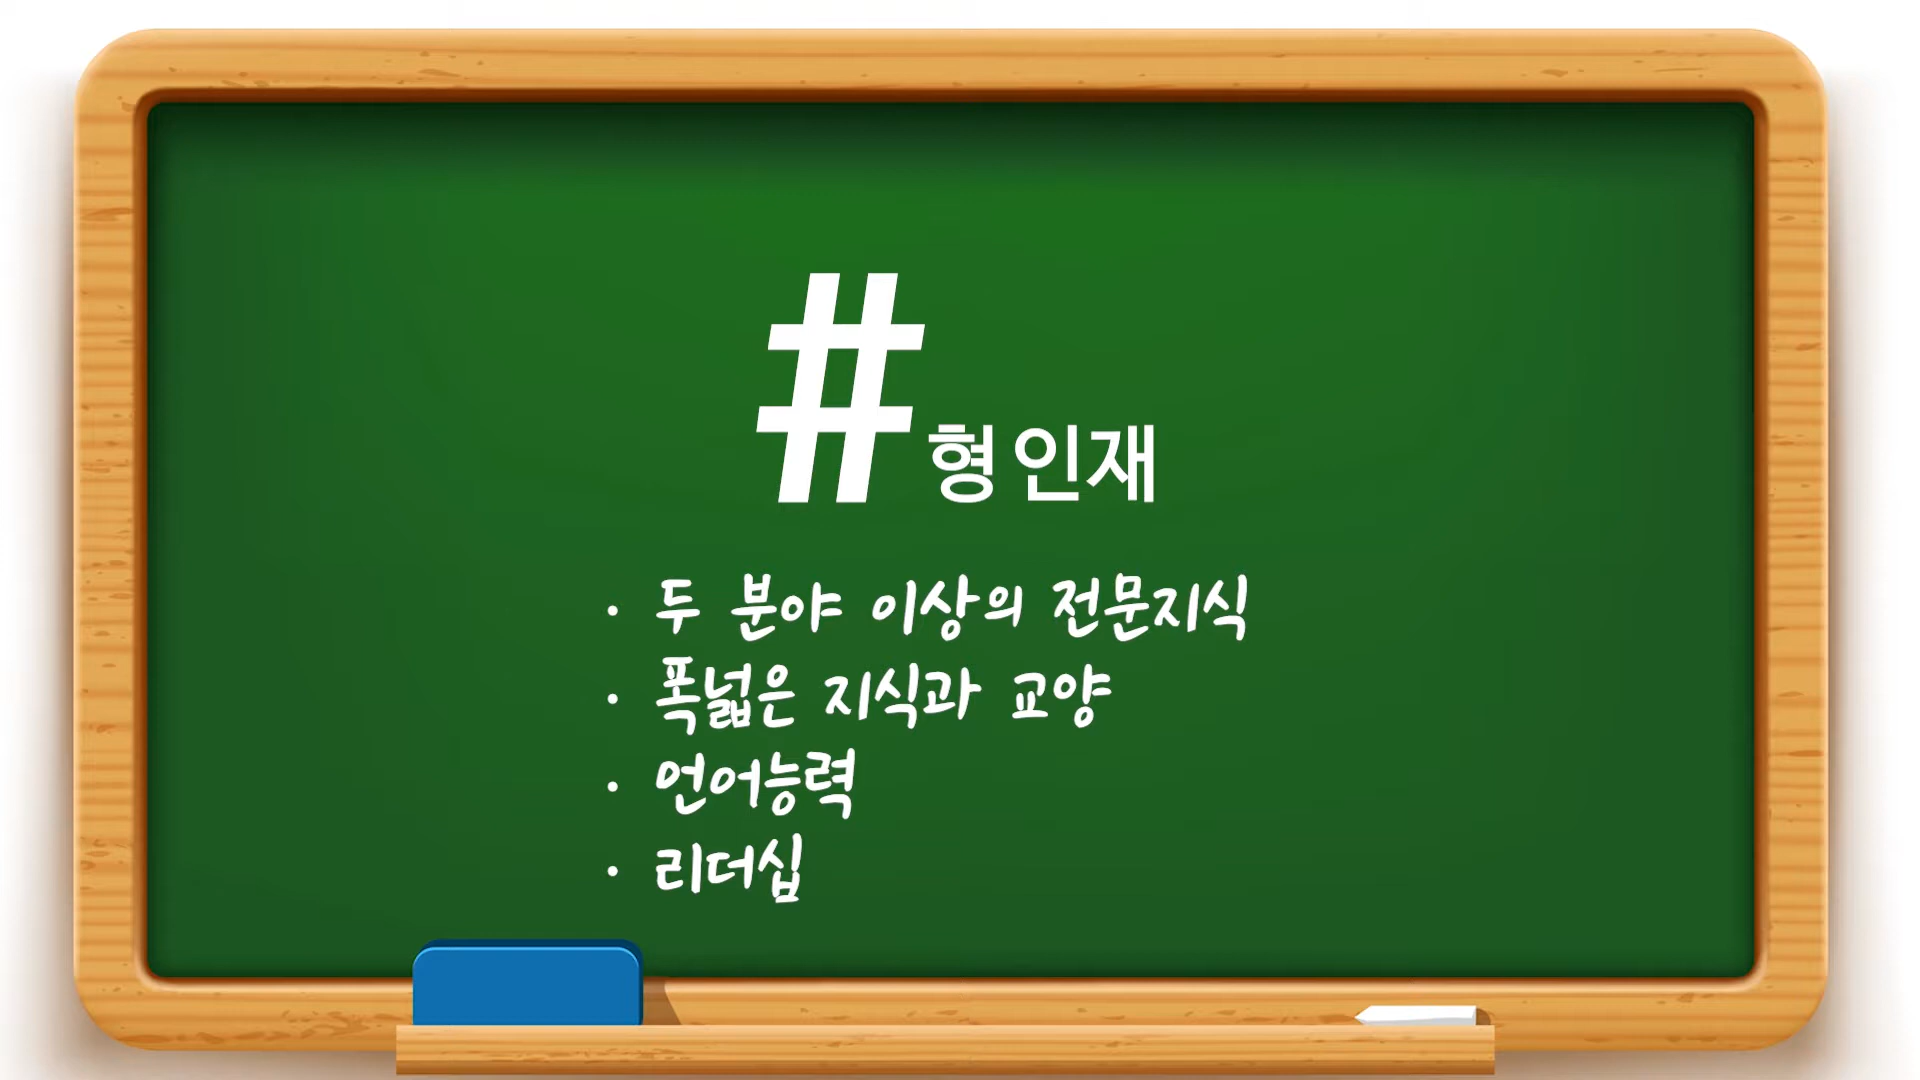 #형인재
· 두 분야 이상의 전문지식
· 폭넓은 지식과 교양
· 언어능력
· 리더십